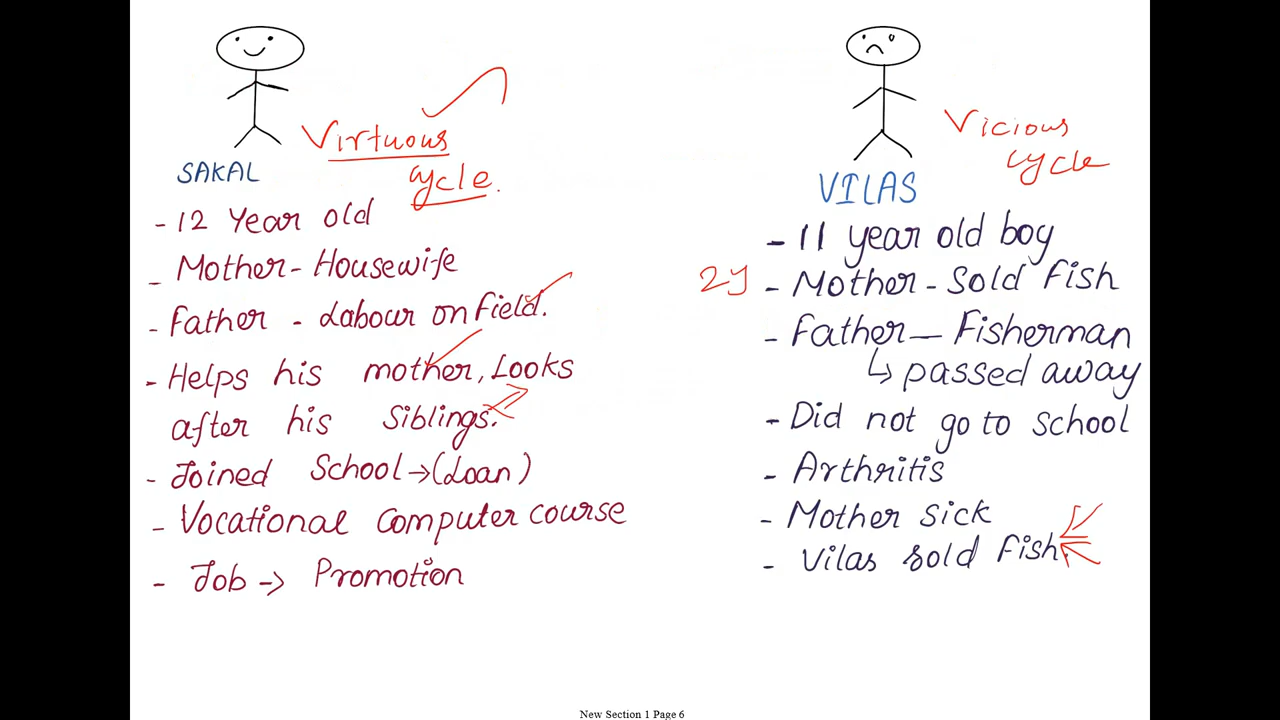 Virtuous
cycle.
SAKAL
- 12 Year old
- Mother - Housewife
- Father - Labour on field.
- Helps his mother, Looks
after his Siblings.
- Joined School → (Loan)
- Vocational Computer course
- Job → Promotion
Vicious
cycle
VILAS
- 11 year old boy
- Mother - Sold Fish
- Father - Fisherman
↳ passed away
- Did not go to school
- Arthritis
- Mother sick
- Vilas sold Fish.
New Section 1 Page 6